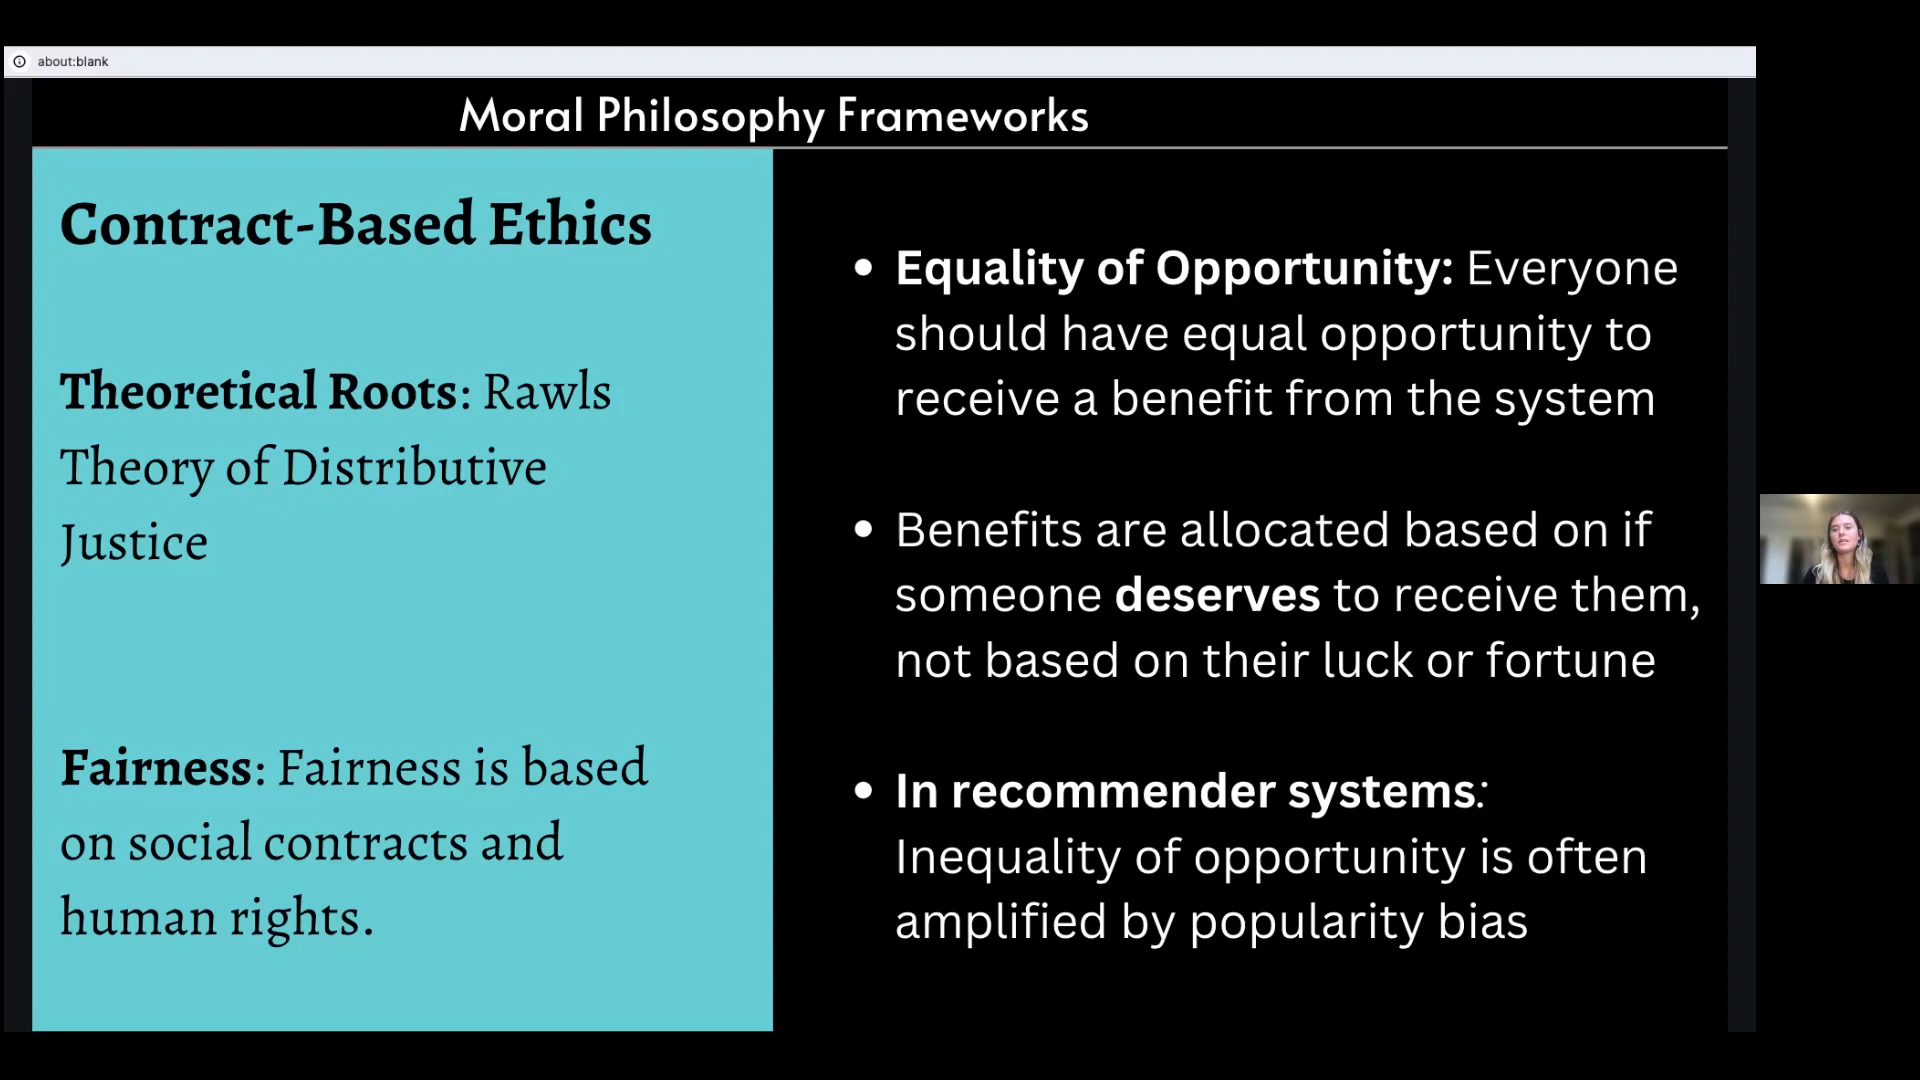 about:blank
Moral Philosophy Frameworks
Contract-Based Ethics
Theoretical Roots: Rawls
Theory of Distributive
Justice
Fairness: Fairness is based
on social contracts and
human rights.
• Equality of Opportunity: Everyone
should have equal opportunity to
receive a benefit from the system
• Benefits are allocated based on if
someone deserves to receive them,
not based on their luck or fortune
• In recommender systems:
Inequality of opportunity is often
amplified by popularity bias